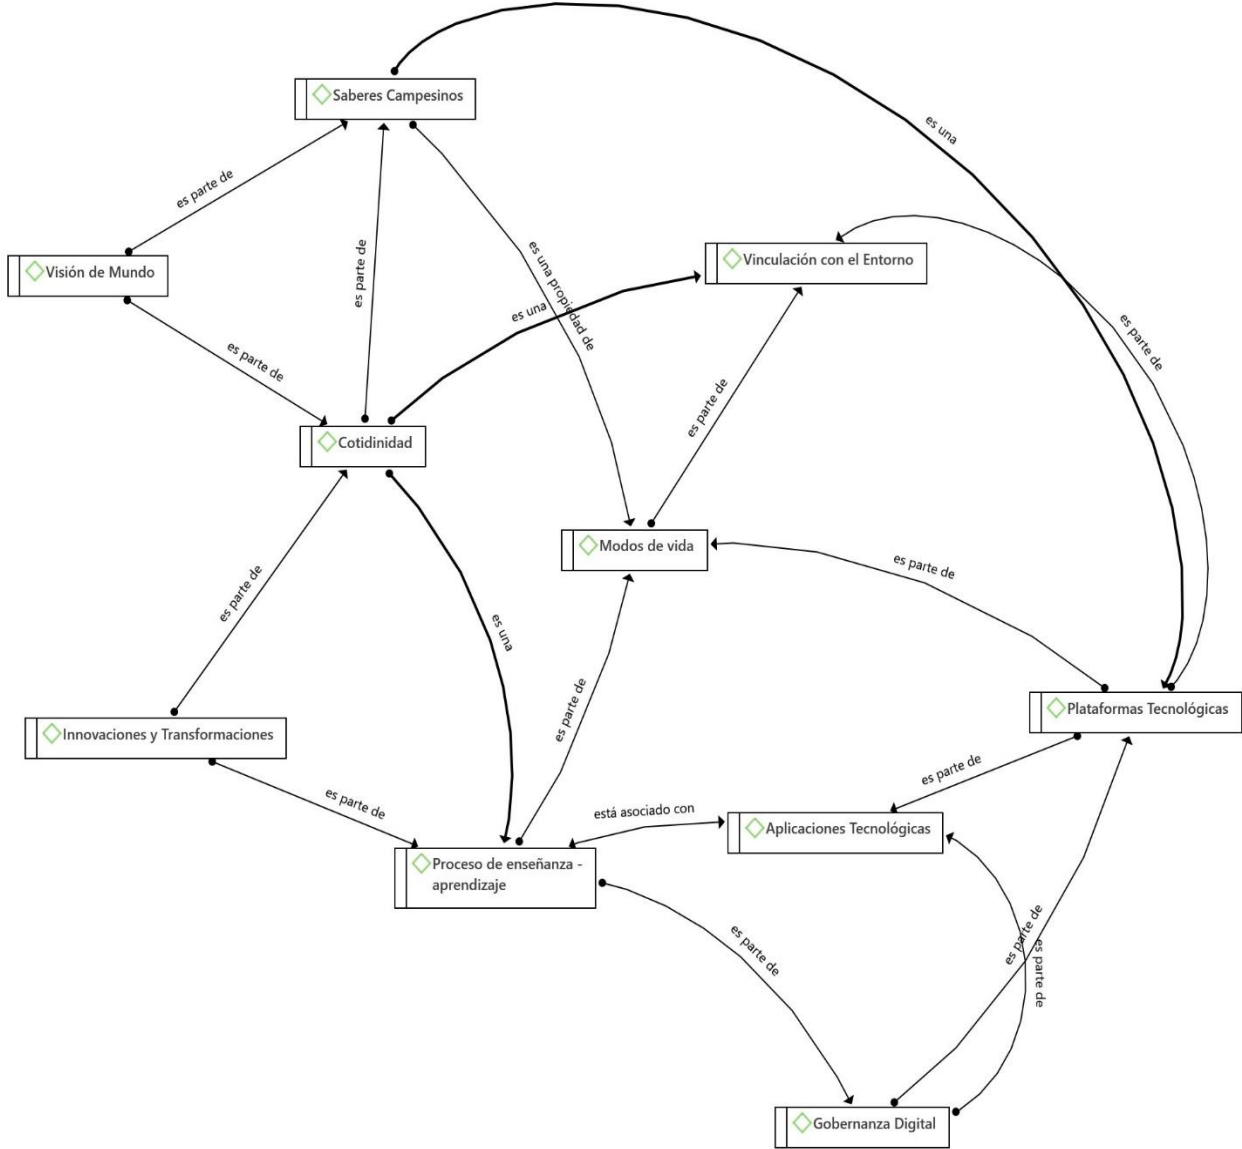 es una
Saberes Campesinos
es parte de
es una propiedad de
es parte de
Vinculación con el Entorno
Visión de Mundo
es una
es parte de
es parte de
es parte de
Cotidinidad
Modos de vida
es parte de
es parte de
es una
es parte de
Plataformas Tecnológicas
Innovaciones y Transformaciones
es parte de
es parte de
está asociado con
Aplicaciones Tecnológicas
Proceso de enseñanza -
aprendizaje
es parte de
es parte de
es parte de
Gobernanza Digital